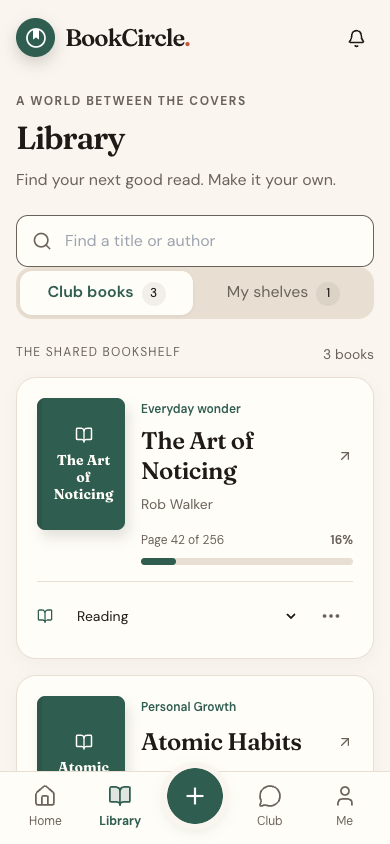 BookCircle.
A WORLD BETWEEN THE COVERS
Library
Find your next good read. Make it your own.
Find a title or author
Club books 3
My shelves 1
THE SHARED BOOKSHELF
3 books
The Art
of
Noticing
Everyday wonder
The Art of
Noticing
Rob Walker
Page 42 of 256
16%
Reading
Atomic
Personal Growth
Atomic Habits
Home
Library
Club
Me